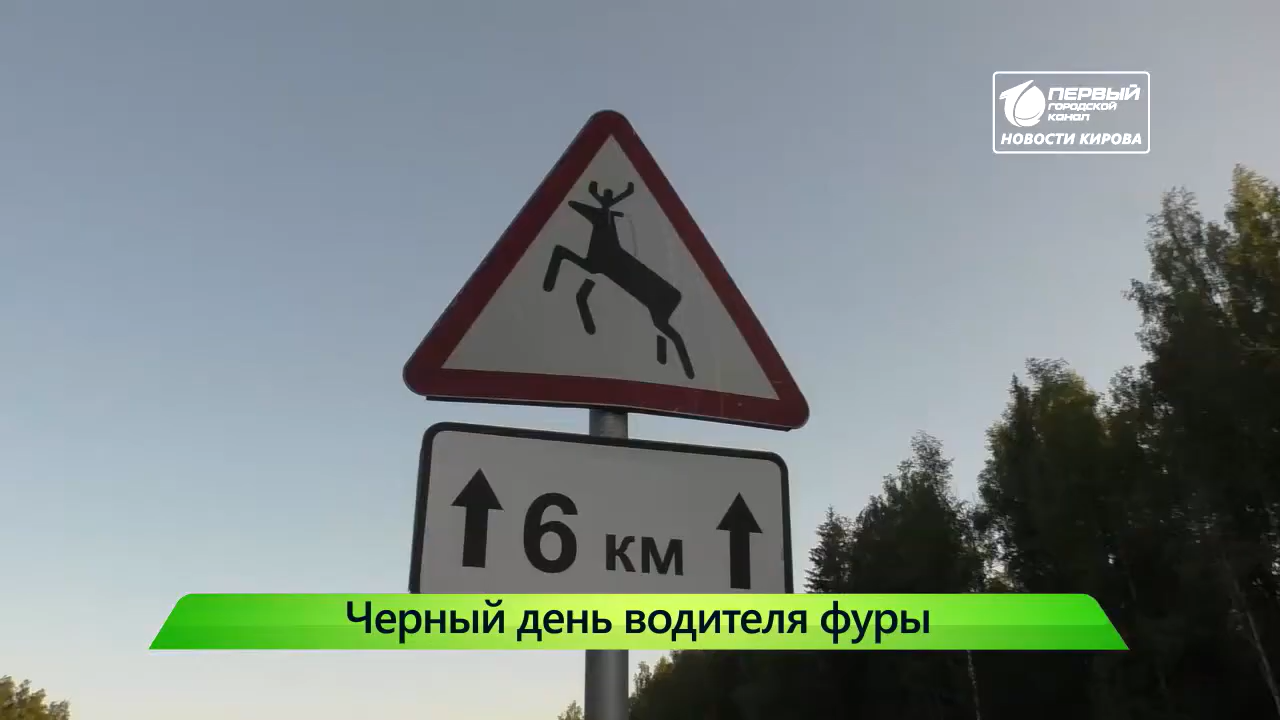 ПЕРВЫЙ
ГОРОДСКОЙ
КАНАЛ
НОВОСТИ КИРОВА
6 км
Черный день водителя фуры